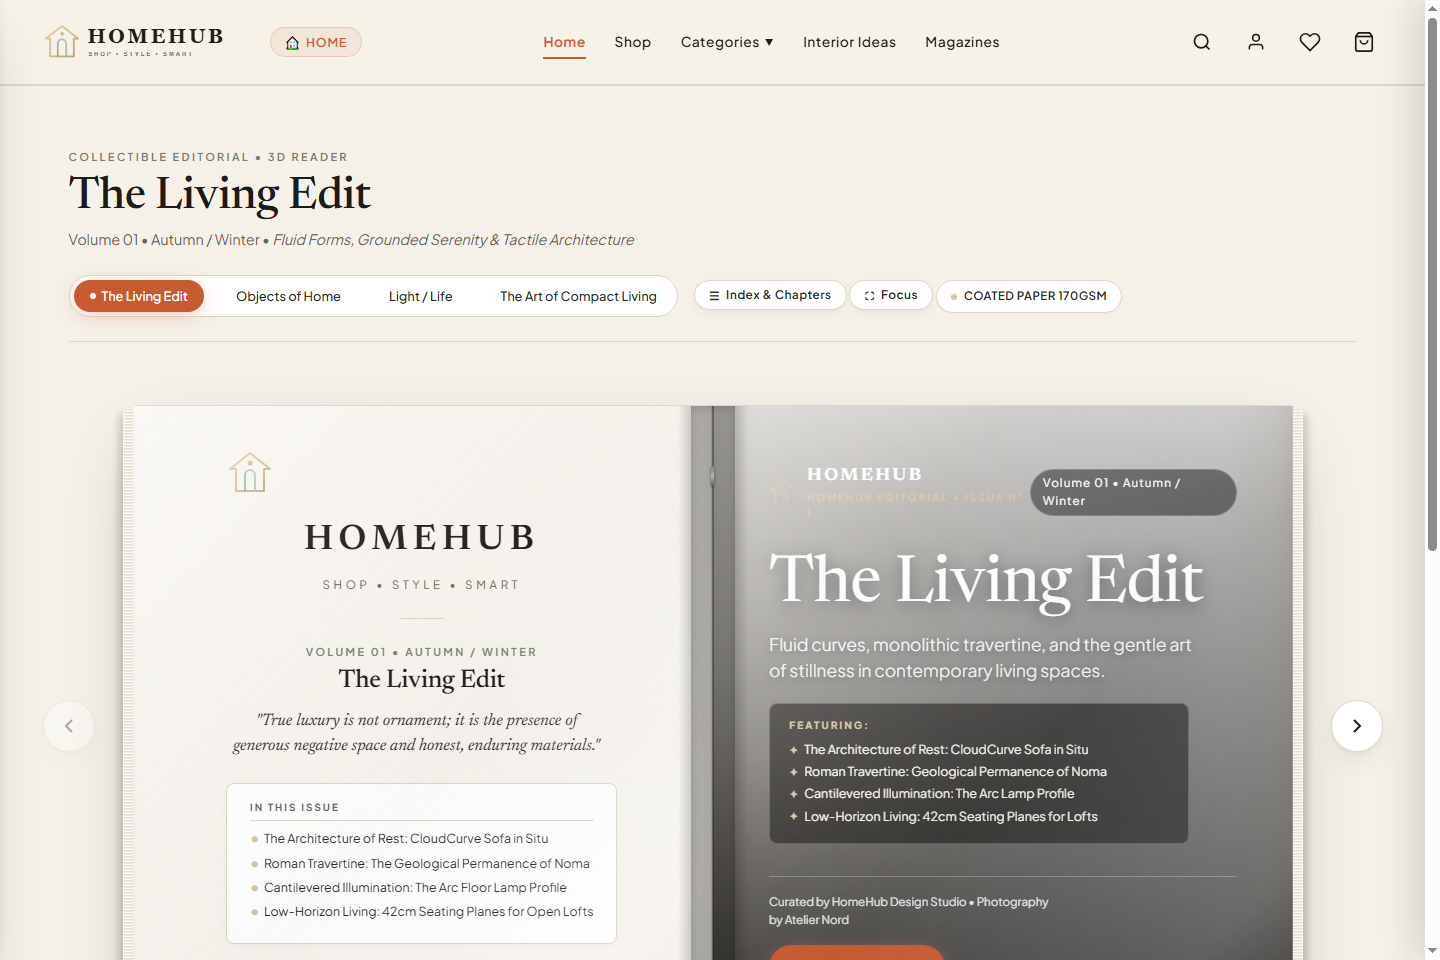 HOMEHUB
SHOP • STYLE • SMART
HOME
Home
Shop
Categories ▼
Interior Ideas
Magazines
COLLECTIBLE EDITORIAL • 3D READER
The Living Edit
Volume 01 • Autumn / Winter • Fluid Forms, Grounded Serenity & Tactile Architecture
The Living Edit
Objects of Home
Light / Life
The Art of Compact Living
Index & Chapters
Focus
COATED PAPER 170GSM
HOMEHUB
SHOP • STYLE • SMART
VOLUME 01 • AUTUMN / WINTER
The Living Edit
"True luxury is not ornament; it is the presence of
generous negative space and honest, enduring materials."
IN THIS ISSUE
The Architecture of Rest: CloudCurve Sofa in Situ
Roman Travertine: The Geological Permanence of Noma
Cantilevered Illumination: The Arc Floor Lamp Profile
Low-Horizon Living: 42cm Seating Planes for Open Lofts
HOMEHUB
HOMEHUB EDITORIAL • ISSUE Nº
1
Volume 01 • Autumn /
Winter
The Living Edit
Fluid curves, monolithic travertine, and the gentle art
of stillness in contemporary living spaces.
FEATURING:
✦ The Architecture of Rest: CloudCurve Sofa in Situ
✦ Roman Travertine: Geological Permanence of Noma
✦ Cantilevered Illumination: The Arc Lamp Profile
✦ Low-Horizon Living: 42cm Seating Planes for Lofts
Curated by HomeHub Design Studio • Photography
by Atelier Nord